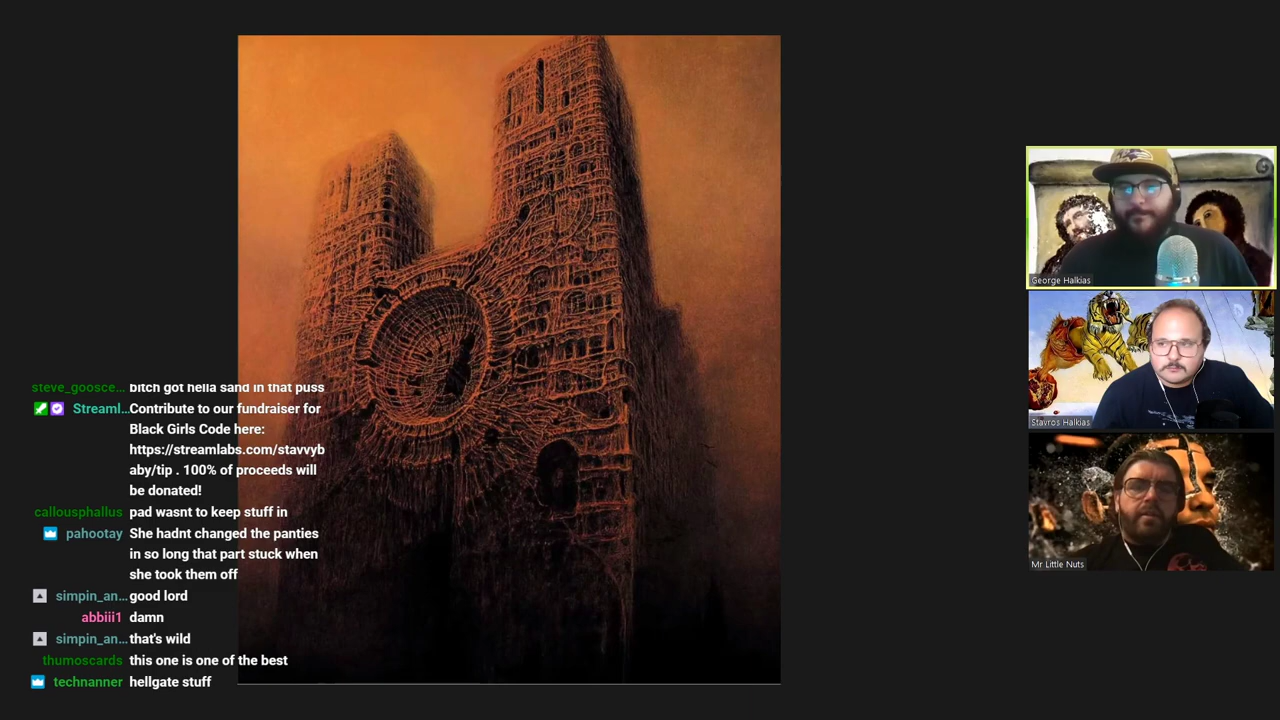 steve_goosce... bitch got hella sand in that puss
Streaml... Contribute to our fundraiser for
Black Girls Code here:
https://streamlabs.com/stavvyb
aby/tip . 100% of proceeds will
be donated!
callousphallus pad wasnt to keep stuff in
pahootay She hadnt changed the panties
in so long that part stuck when
she took them off
simpin_an... good lord
abbiii1 damn
simpin_an... that's wild
thumoscards this one is one of the best
technanner hellgate stuff
George Halkias
Stavros Halkias
Mr Little Nuts